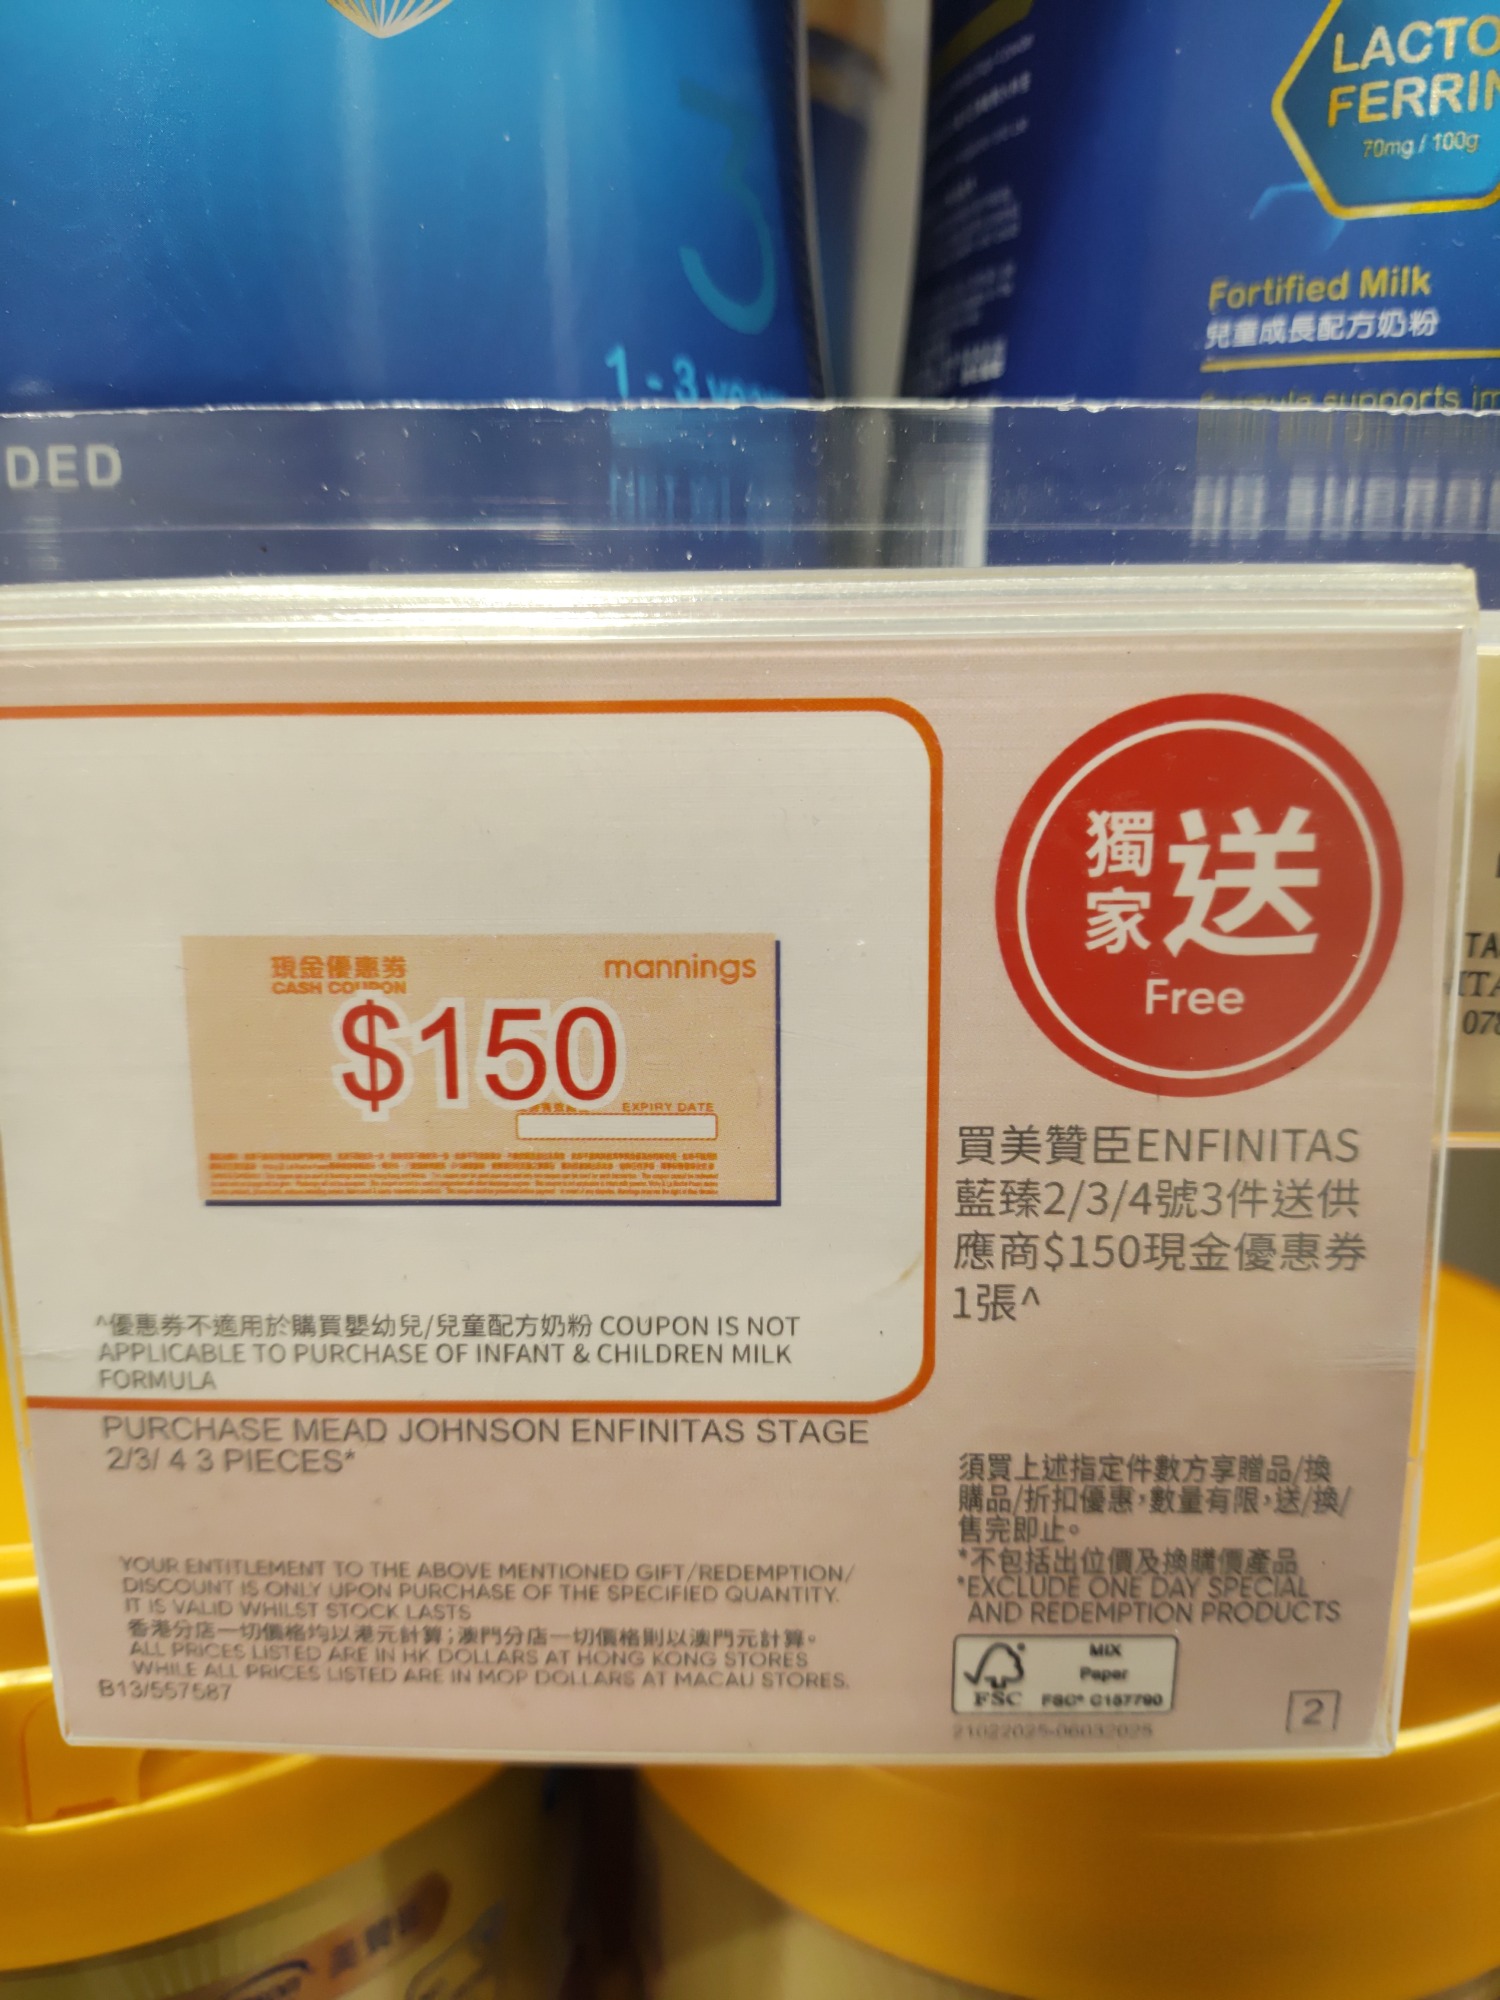 LACTO
FERRIN
70mg / 100g
Fortified Milk
兒童成長配方奶粉
supports im
3
1 - 3
DED
獨家送
Free
現金優惠券
mannings
CASH COUPON
$150
EXPIRY DATE
買美贊臣ENFINITAS
藍臻2/3/4號3件送供
應商$150現金優惠券
1張^
^優惠券不適用於購買嬰幼兒/兒童配方奶粉 COUPON IS NOT
APPLICABLE TO PURCHASE OF INFANT & CHILDREN MILK
FORMULA
PURCHASE MEAD JOHNSON ENFINITAS STAGE
2/3/ 4 3 PIECES*
須買上述指定件數方享贈品/換
購品/折扣優惠，數量有限，送/換/
售完即止。
*不包括出位價及換購價產品
*EXCLUDE ONE DAY SPECIAL
AND REDEMPTION PRODUCTS
YOUR ENTITLEMENT TO THE ABOVE MENTIONED GIFT/REDEMPTION/
DISCOUNT IS ONLY UPON PURCHASE OF THE SPECIFIED QUANTITY.
IT IS VALID WHILST STOCK LASTS
香港分店一切價格均以港元計算；澳門分店一切價格則以澳門元計算。
ALL PRICES LISTED ARE IN HK DOLLARS AT HONG KONG STORES
WHILE ALL PRICES LISTED ARE IN MOP DOLLARS AT MACAU STORES.
B13/557587
MIX
Paper
FSC
FSC® C157790
21022025-06032025
2
TA
ITA
078